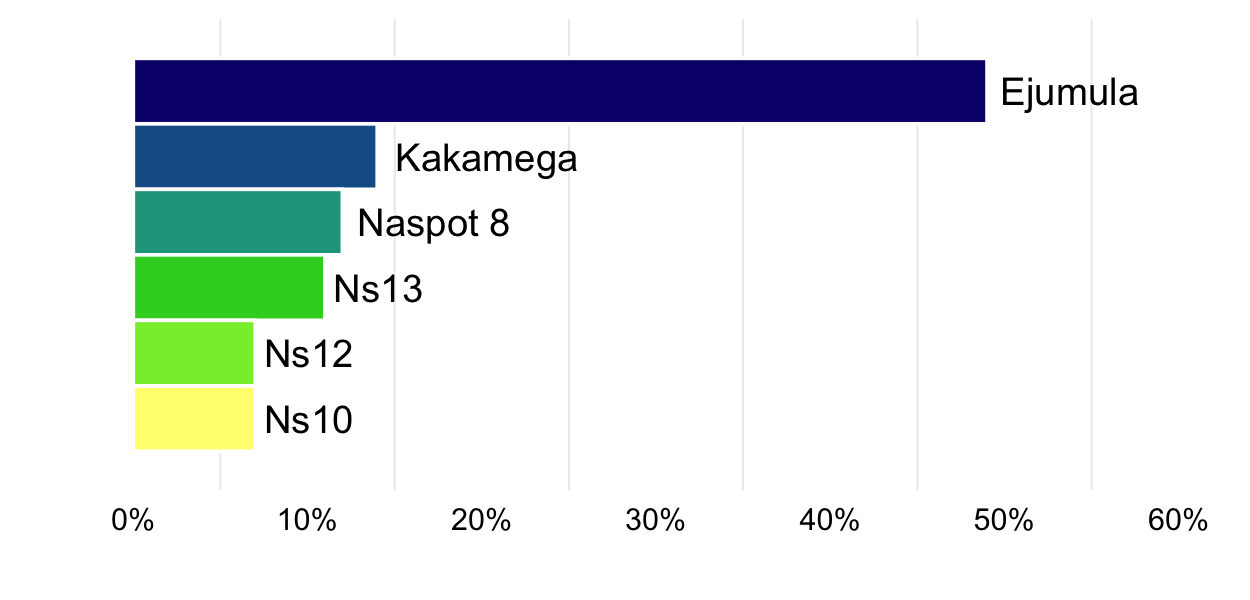 Ejumula
Kakamega
Naspot 8
Ns13
Ns12
Ns10
0% 10% 20% 30% 40% 50% 60%